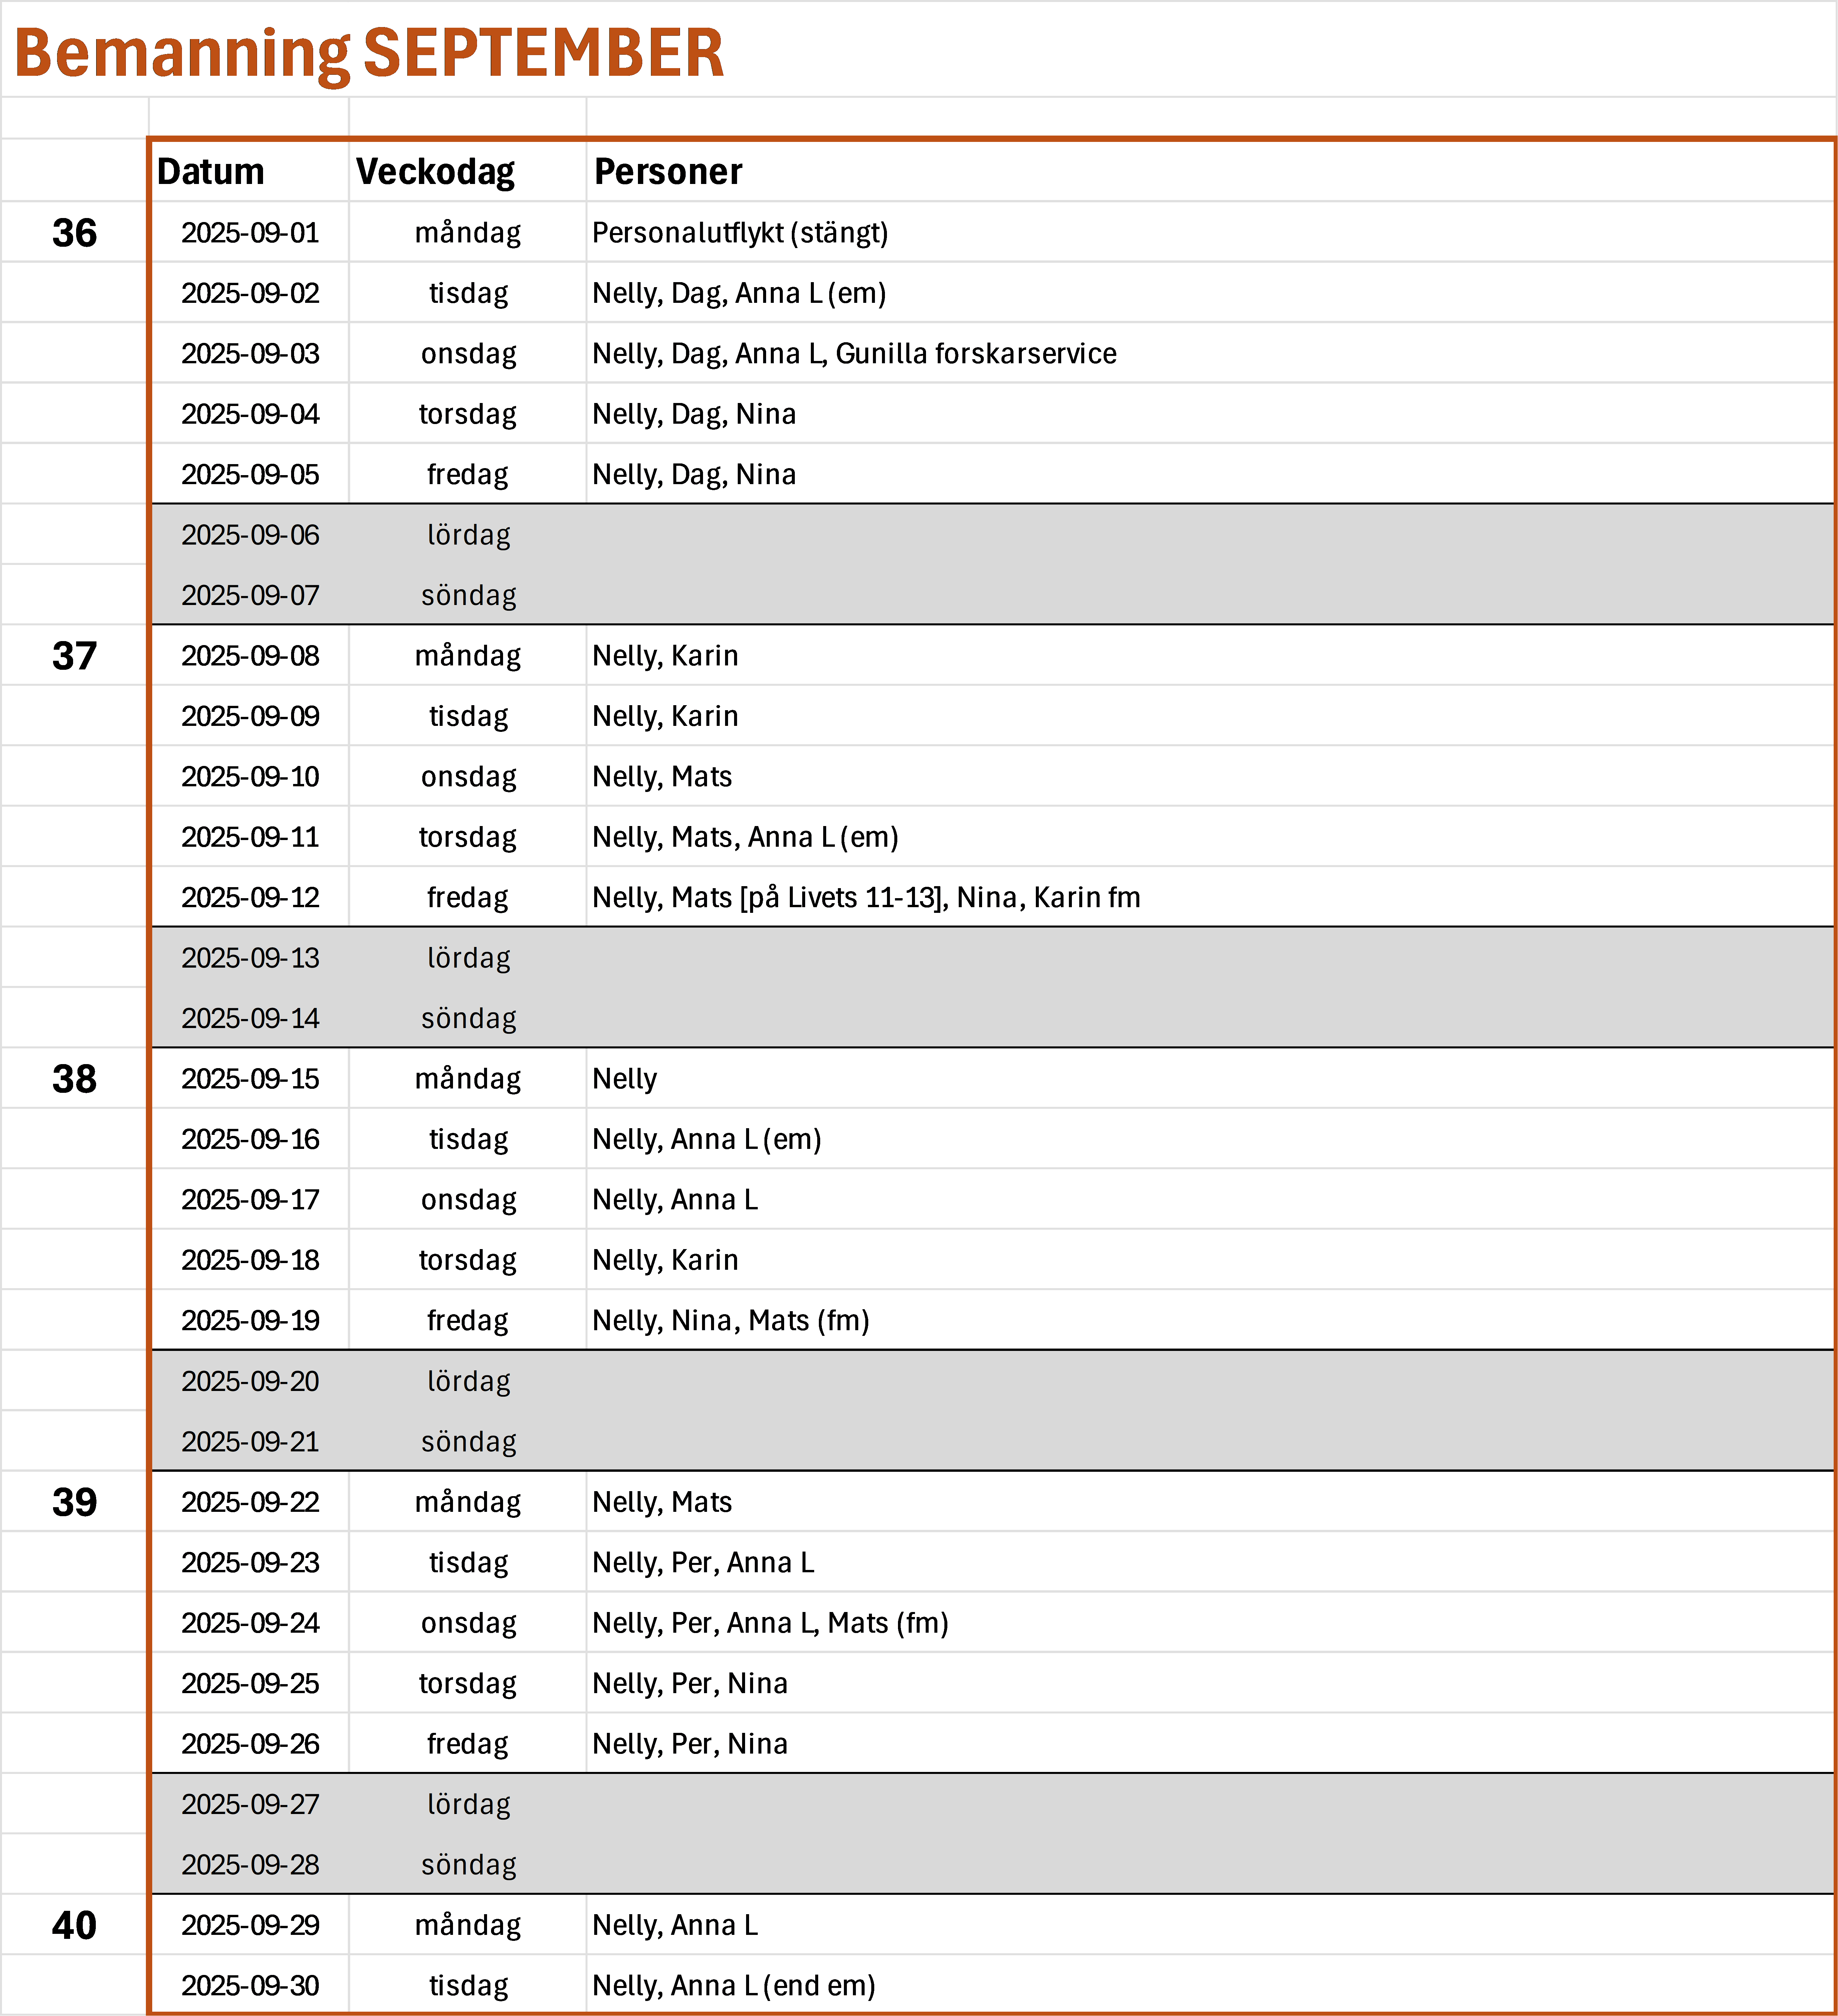 Bemanning SEPTEMBER
Datum Veckodag Personer
36 2025-09-01 måndag Personalutflykt (stängt)
2025-09-02 tisdag Nelly, Dag, Anna L (em)
2025-09-03 onsdag Nelly, Dag, Anna L, Gunilla forskarservice
2025-09-04 torsdag Nelly, Dag, Nina
2025-09-05 fredag Nelly, Dag, Nina
2025-09-06 lördag
2025-09-07 söndag
37 2025-09-08 måndag Nelly, Karin
2025-09-09 tisdag Nelly, Karin
2025-09-10 onsdag Nelly, Mats
2025-09-11 torsdag Nelly, Mats, Anna L (em)
2025-09-12 fredag Nelly, Mats [på Livets 11-13], Nina, Karin fm
2025-09-13 lördag
2025-09-14 söndag
38 2025-09-15 måndag Nelly
2025-09-16 tisdag Nelly, Anna L (em)
2025-09-17 onsdag Nelly, Anna L
2025-09-18 torsdag Nelly, Karin
2025-09-19 fredag Nelly, Nina, Mats (fm)
2025-09-20 lördag
2025-09-21 söndag
39 2025-09-22 måndag Nelly, Mats
2025-09-23 tisdag Nelly, Per, Anna L
2025-09-24 onsdag Nelly, Per, Anna L, Mats (fm)
2025-09-25 torsdag Nelly, Per, Nina
2025-09-26 fredag Nelly, Per, Nina
2025-09-27 lördag
2025-09-28 söndag
40 2025-09-29 måndag Nelly, Anna L
2025-09-30 tisdag Nelly, Anna L (end em)